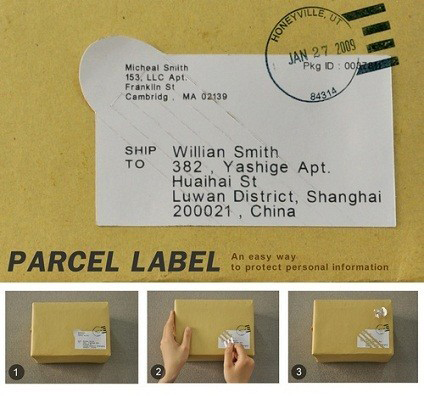 HONEYVILLE, UT
JAN 27 2009
84314
Pkg ID :
Micheal Smith
153, LLC Apt.
Franklin St
Cambridg , MA 02139
SHIP
TO
Willian Smith
382 , Yashige Apt.
Huaihai St
Luwan District, Shanghai
200021 , China
PARCEL LABEL
An easy way
to protect personal information
1
2
3